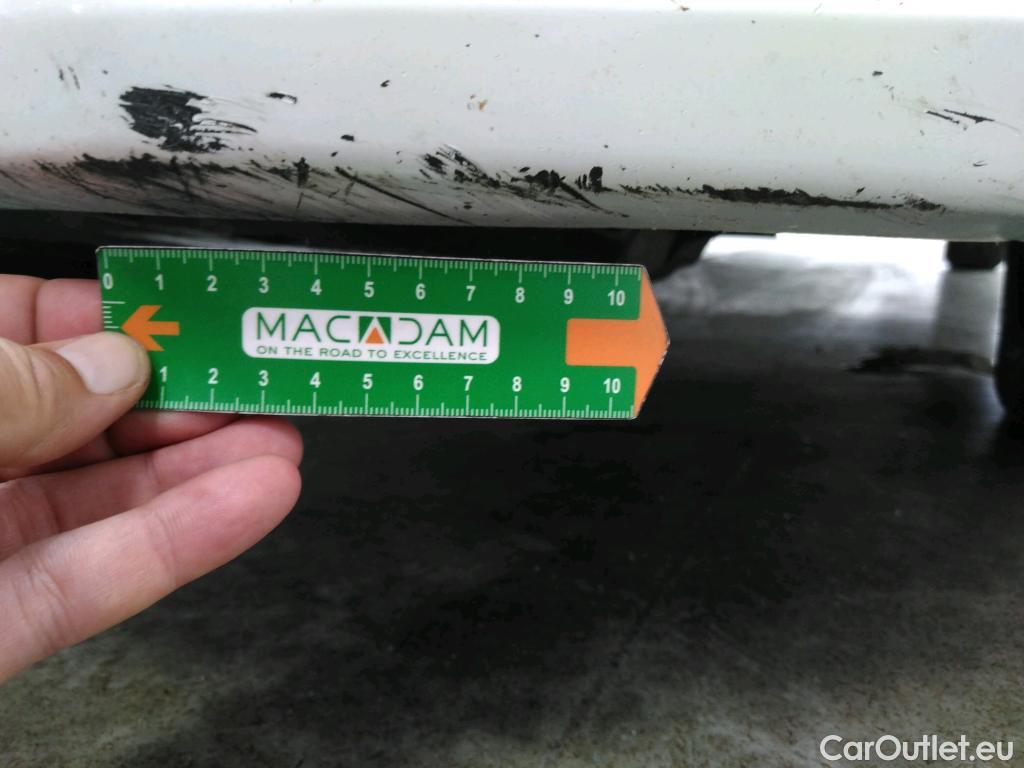 0 1 2 3 4 5 6 7 8 9 10
MACADAM
ON THE ROAD TO EXCELLENCE
1 2 3 4 5 6 7 8 9 10
CarOutlet.eu